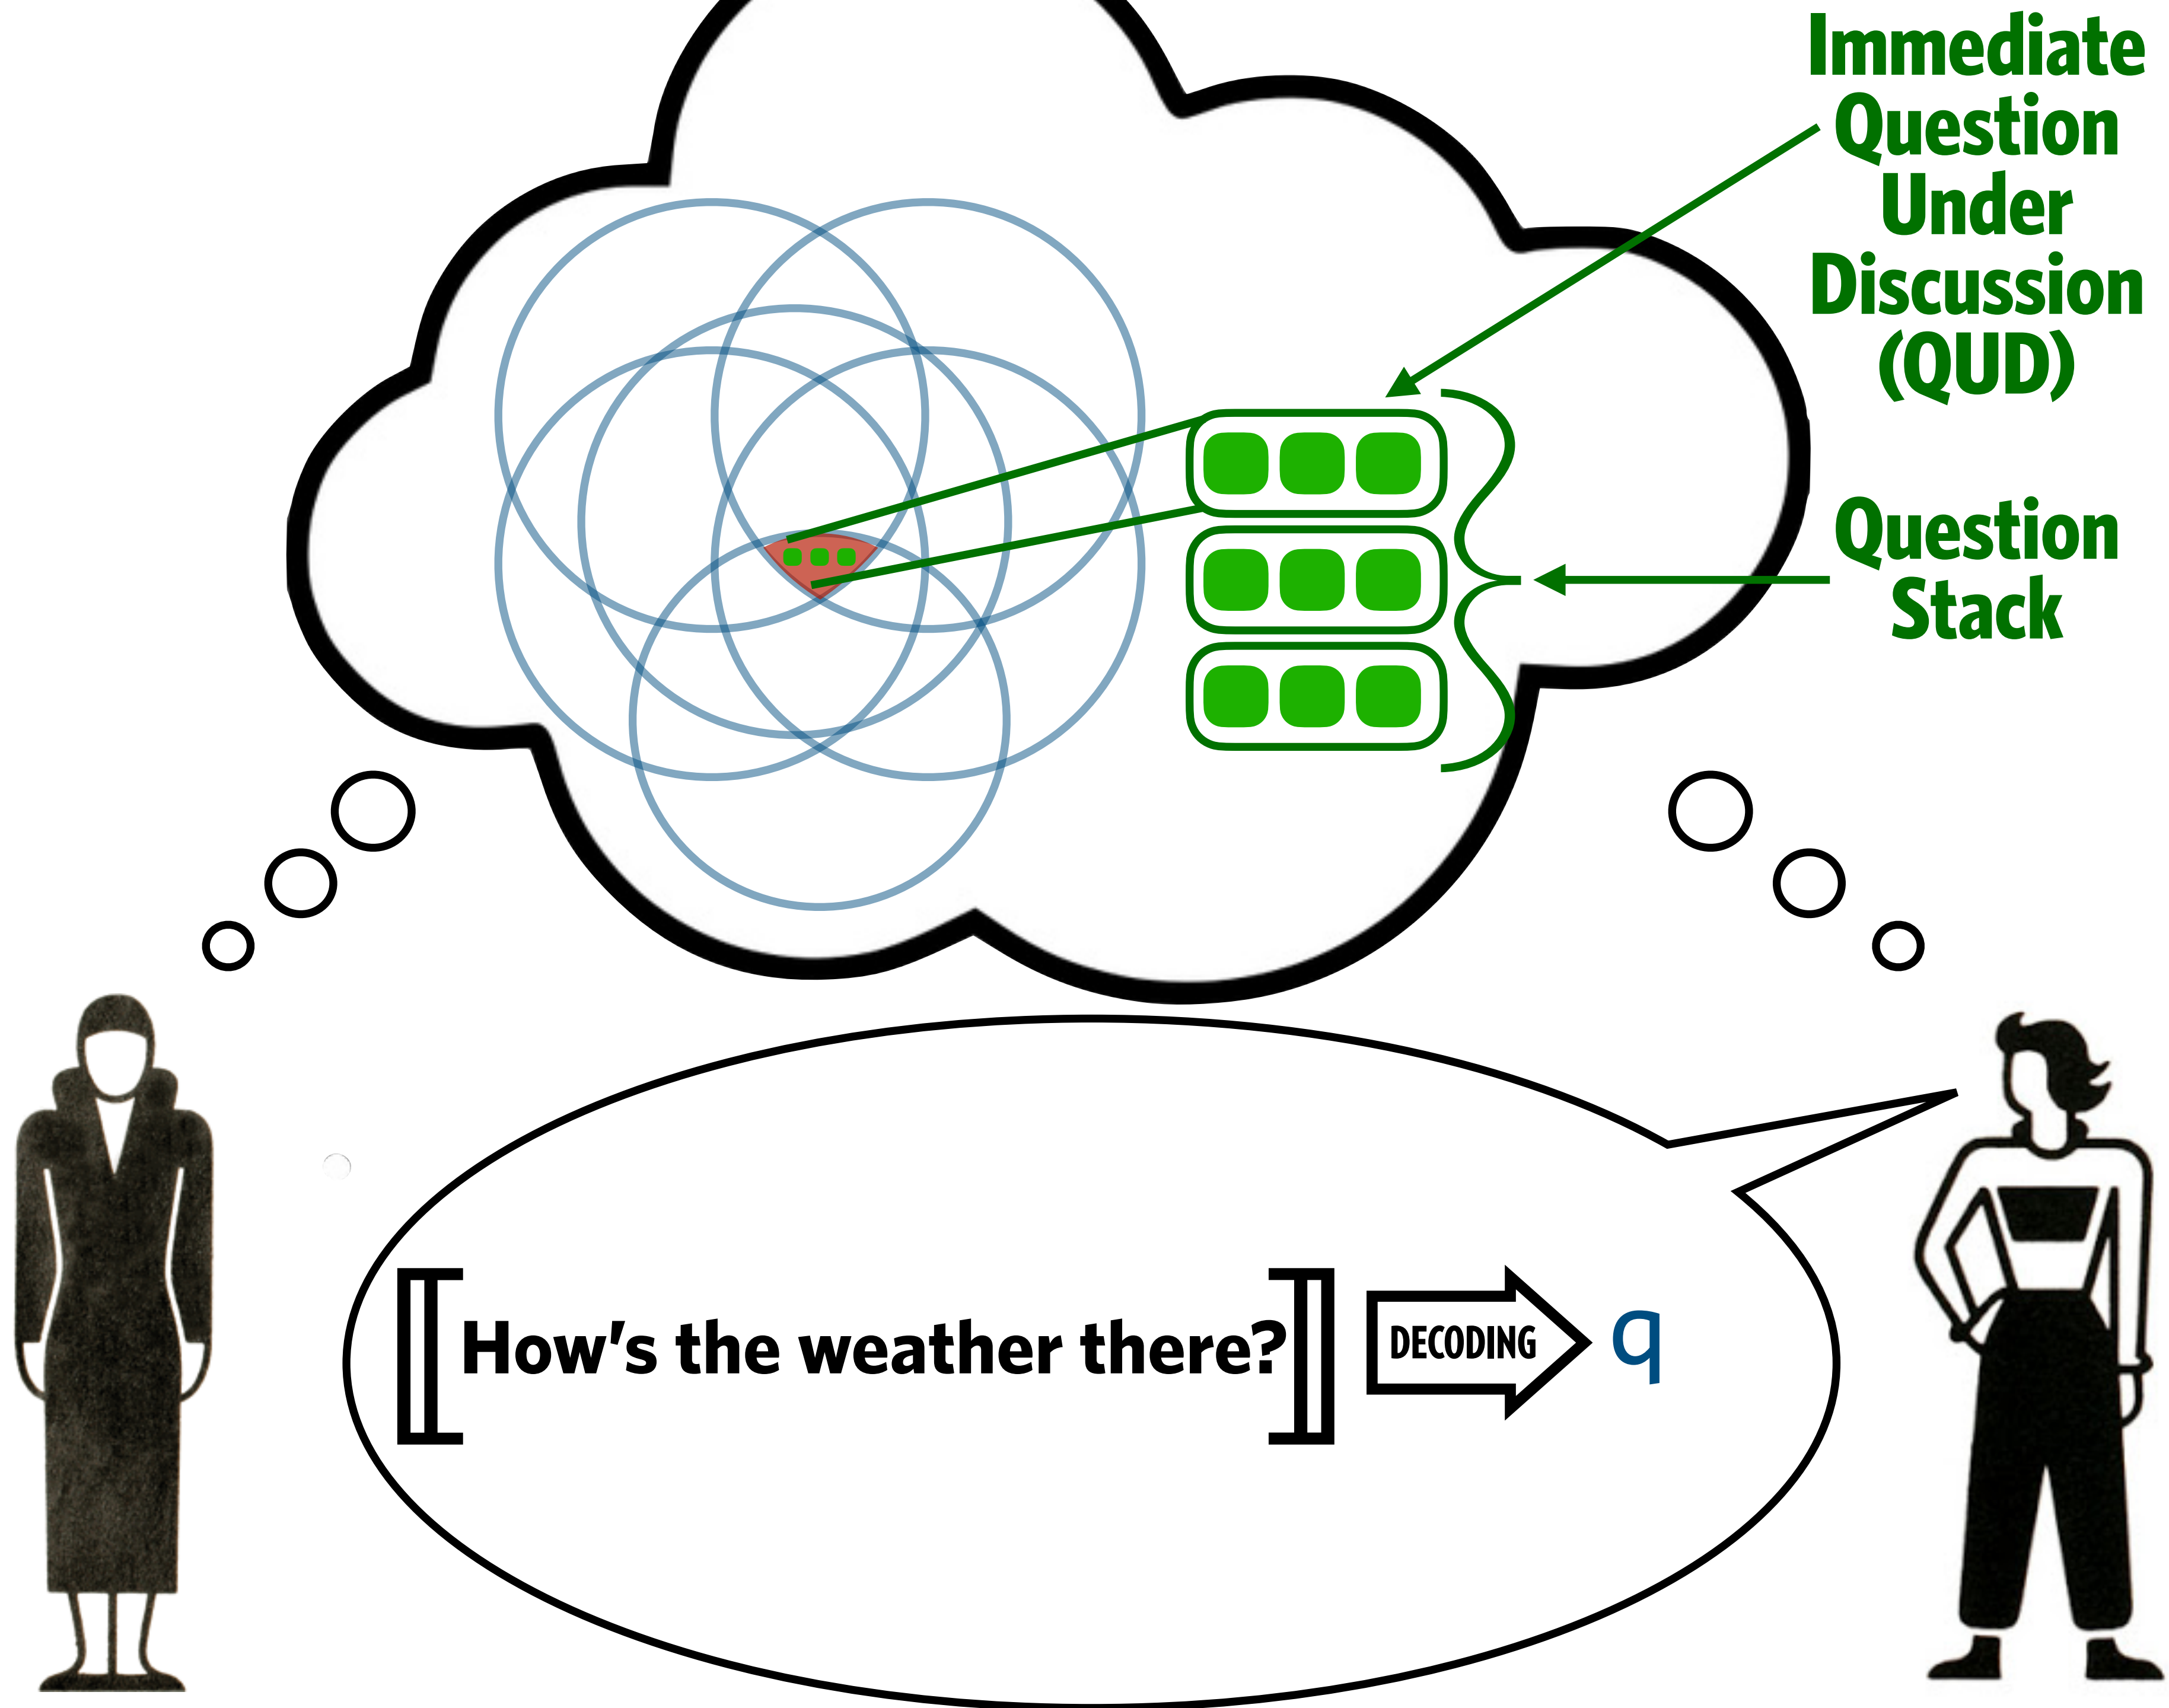 Immediate
Question
Under
Discussion
(QUD)
Question
Stack
⟦How's the weather there?⟧ DECODING q